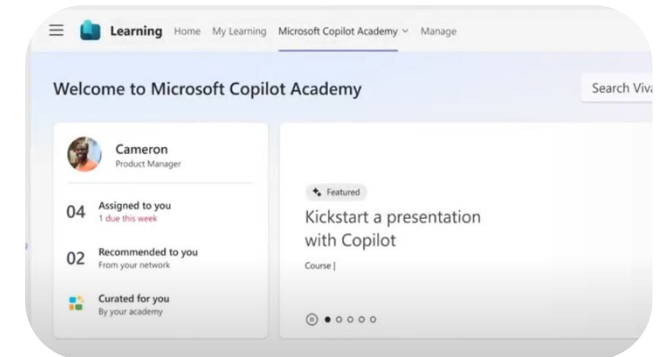 Learning Home My Learning Microsoft Copilot Academy Manage
Welcome to Microsoft Copilot Academy
Search Viva
Cameron
Product Manager
04 Assigned to you
1 due this week
02 Recommended to you
From your network
Curated for you
By your academy
Featured
Kickstart a presentation
with Copilot
Course |